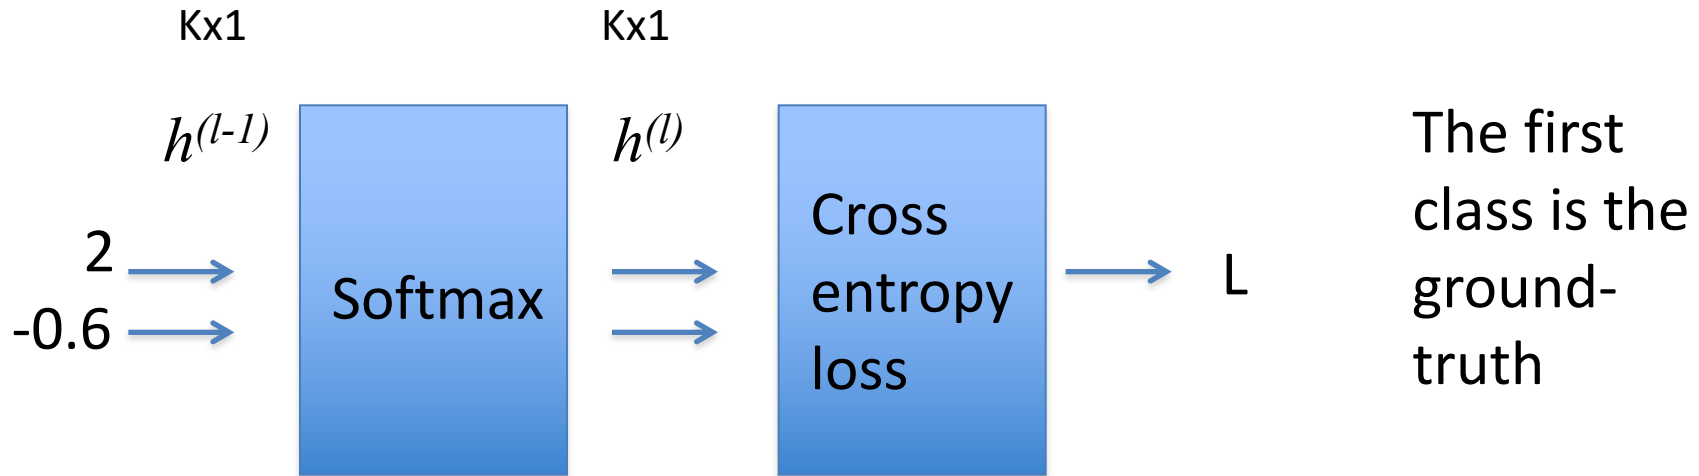 Kx1
Kx1
h^(l-1)
h^(l)
2
-0.6
Softmax
Cross
entropy
loss
L
The first
class is the
ground-
truth